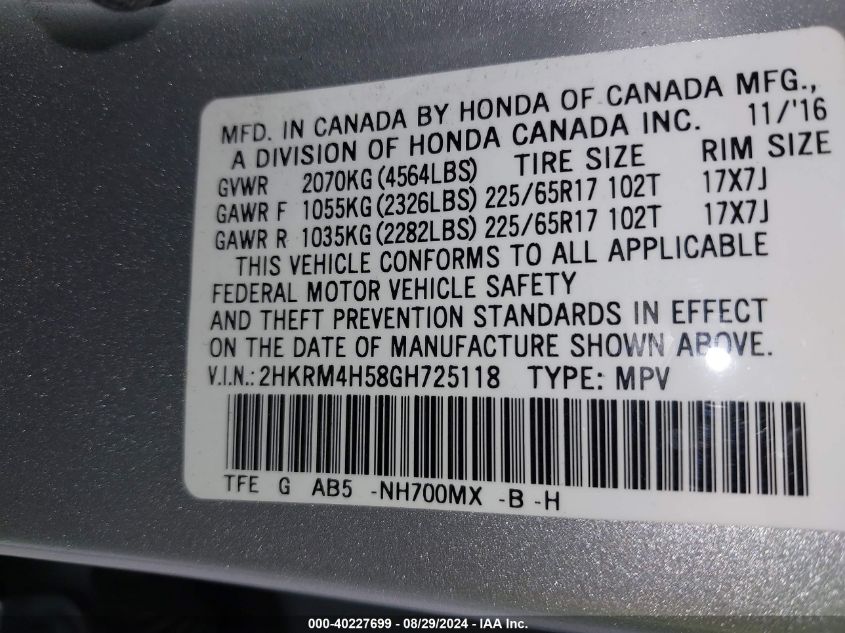 MFD. IN CANADA BY HONDA OF CANADA MFG.,
A DIVISION OF HONDA CANADA INC. 11/'16
GVWR 2070KG(4564LBS) TIRE SIZE RIM SIZE
GAWR F 1055KG(2326LBS) 225/65R17 102T 17X7J
GAWR R 1035KG(2282LBS) 225/65R17 102T 17X7J
THIS VEHICLE CONFORMS TO ALL APPLICABLE
FEDERAL MOTOR VEHICLE SAFETY
AND THEFT PREVENTION STANDARDS IN EFFECT
ON THE DATE OF MANUFACTURE SHOWN ABOVE.
V.I.N.: 2HKRM4H58GH725118 TYPE: MPV
TFE G AB5 -NH700MX -B -H
000-40227699 - 08/29/2024 - IAA Inc.